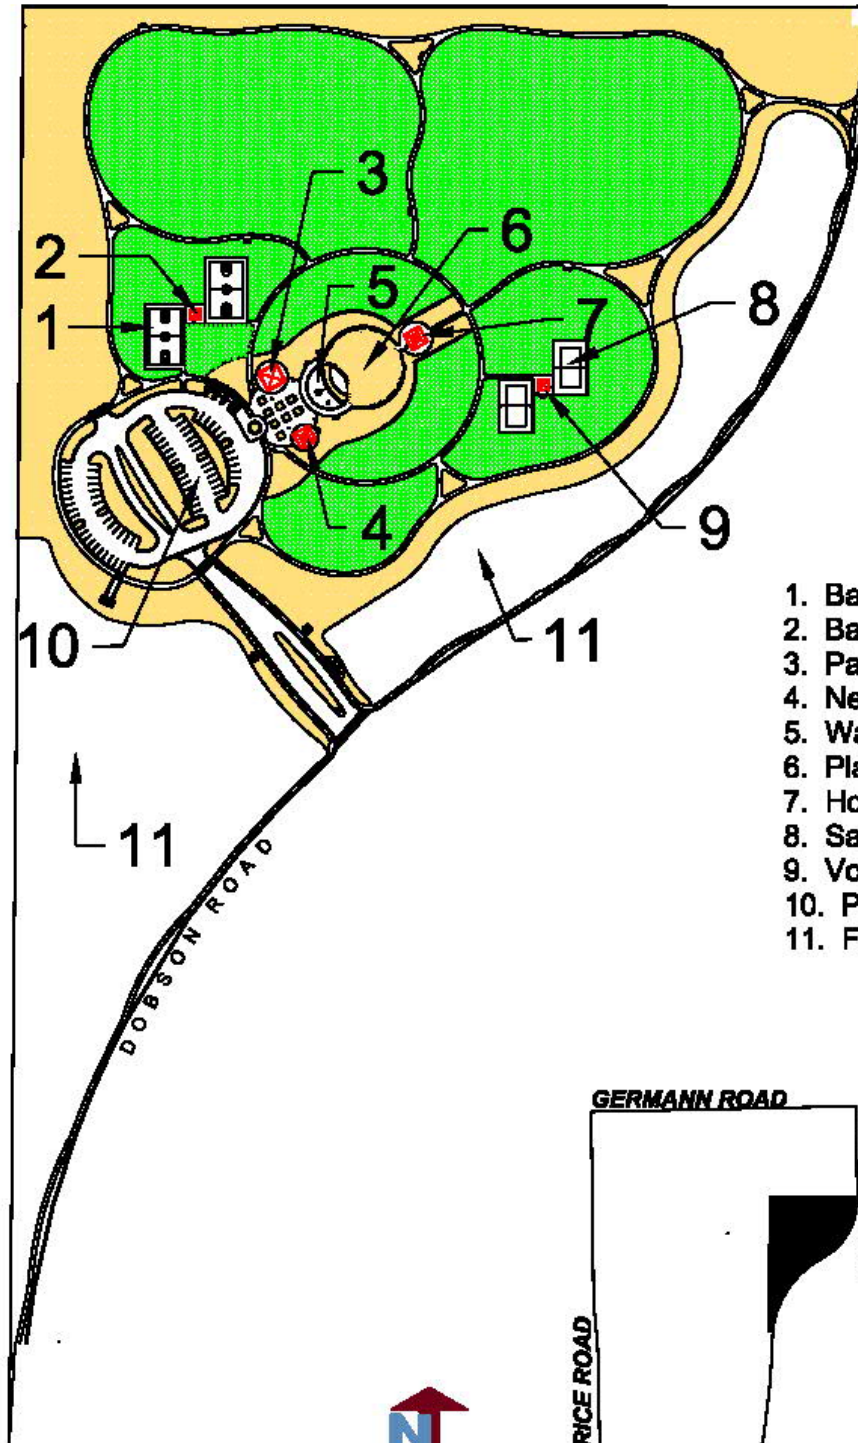 3
6
2
5
1
7
8
4
9
10
11
11
DOBSON ROAD
1. Ba
2. Ba
3. Pa
4. Ne
5. Wa
6. Pla
7. Ho
8. Sa
9. Vo
10. P
11. F
GERMANN ROAD
RICE ROAD
N